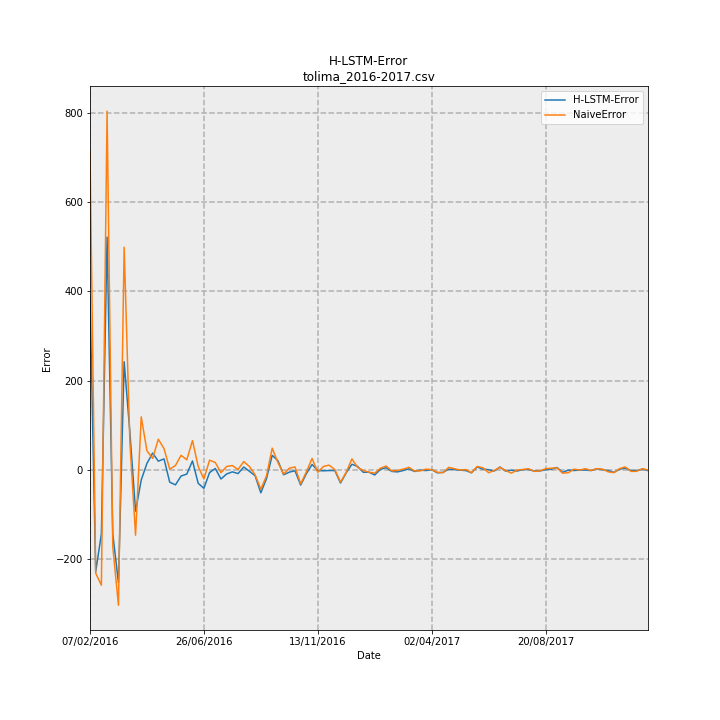 H-LSTM-Error
tolima_2016-2017.csv
H-LSTM-Error
NaiveError
800
600
400
200
0
−200
Error
07/02/2016 26/06/2016 13/11/2016 02/04/2017 20/08/2017
Date